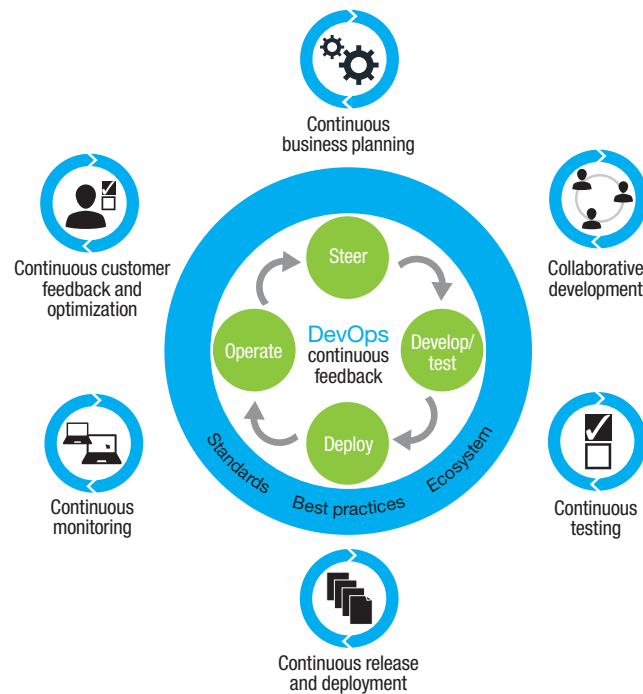 Continuous
business planning
Continuous customer
feedback and
optimization
Collaborative
development
Steer
Operate
DevOps
continuous
feedback
Develop/
test
Deploy
Standards
Best practices
Ecosystem
Continuous
monitoring
Continuous
testing
Continuous release
and deployment